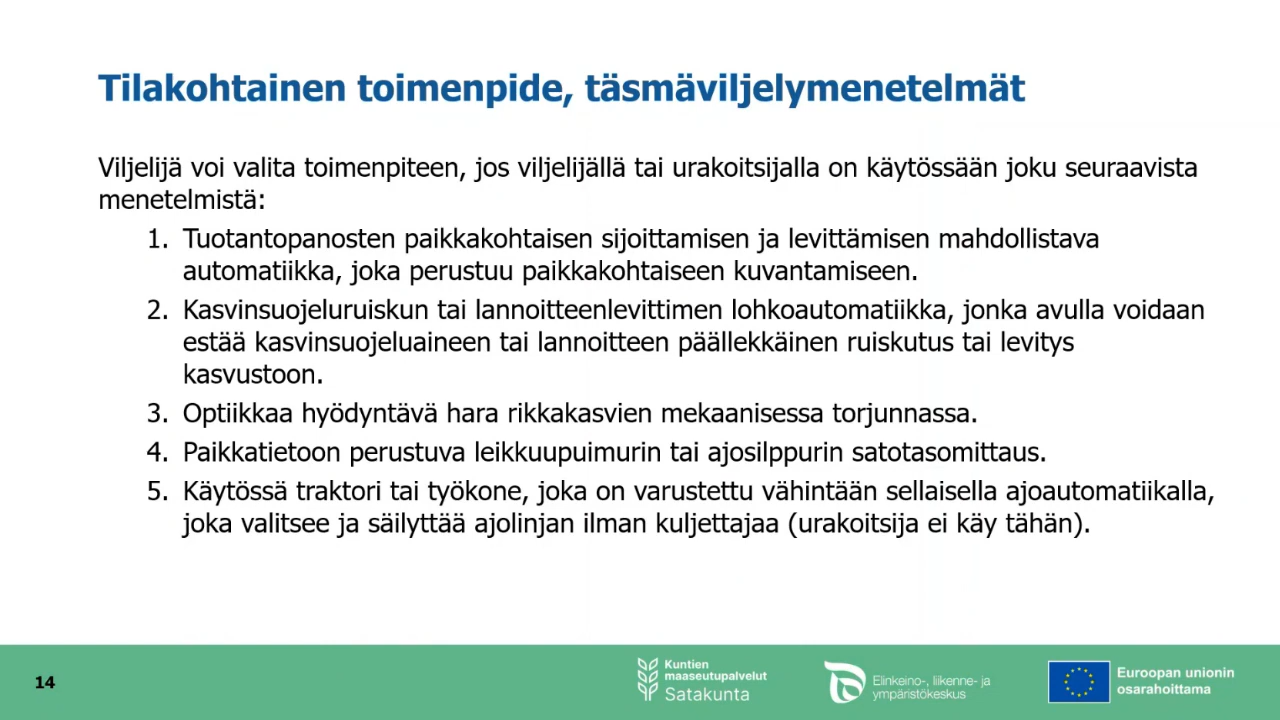 Tilakohtainen toimenpide, täsmäviljelymenetelmät
Viljelijä voi valita toimenpiteen, jos viljelijällä tai urakoitsijalla on käytössään joku seuraavista
menetelmistä:
1. Tuotantopanosten paikkakohtaisen sijoittamisen ja levittämisen mahdollistava
automatiikka, joka perustuu paikkakohtaiseen kuvantamiseen.
2. Kasvinsuojeluruiskun tai lannoitteenlevittimen lohkoautomatiikka, jonka avulla voidaan
estää kasvinsuojeluaineen tai lannoitteen päällekkäinen ruiskutus tai levitys
kasvustoon.
3. Optiikkaa hyödyntävä hara rikkakasvien mekaanisessa torjunnassa.
4. Paikkatietoon perustuva leikkuupuimurin tai ajosilppurin satotasomittaus.
5. Käytössä traktori tai työkone, joka on varustettu vähintään sellaisella ajoautomatiikalla,
joka valitsee ja säilyttää ajolinjan ilman kuljettajaa (urakoitsija ei käy tähän).
14
Kuntien
maaseutupalvelut
Satakunta
Elinkeino-, liikenne- ja
ympäristökeskus
Euroopan unionin
osarahoittama